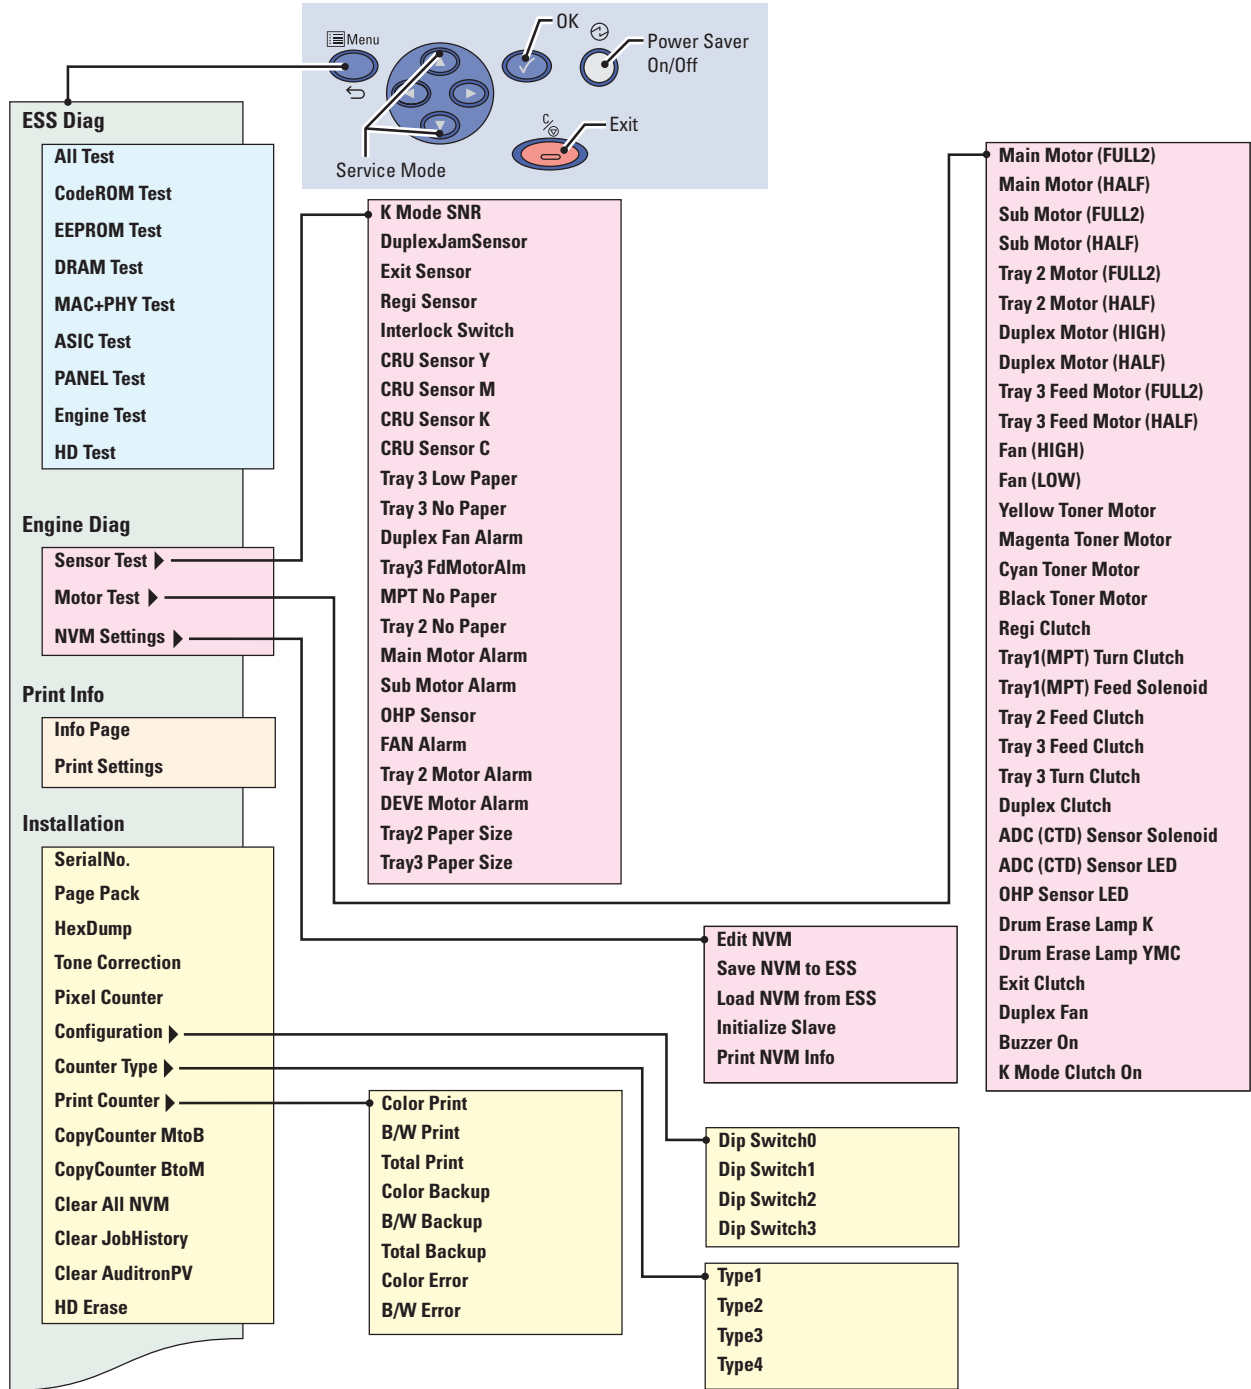 OK
Menu
Power Saver
On/Off
C/
Exit
Service Mode
ESS Diag
All Test
CodeROM Test
EEPROM Test
DRAM Test
MAC+PHY Test
ASIC Test
PANEL Test
Engine Test
HD Test
Engine Diag
Sensor Test
Motor Test
NVM Settings
Print Info
Info Page
Print Settings
Installation
SerialNo.
Page Pack
HexDump
Tone Correction
Pixel Counter
Configuration
Counter Type
Print Counter
CopyCounter MtoB
CopyCounter BtoM
Clear All NVM
Clear JobHistory
Clear AuditronPV
HD Erase
K Mode SNR
DuplexJamSensor
Exit Sensor
Regi Sensor
Interlock Switch
CRU Sensor Y
CRU Sensor M
CRU Sensor K
CRU Sensor C
Tray 3 Low Paper
Tray 3 No Paper
Duplex Fan Alarm
Tray3 FdMotorAlm
MPT No Paper
Tray 2 No Paper
Main Motor Alarm
Sub Motor Alarm
OHP Sensor
FAN Alarm
Tray 2 Motor Alarm
DEVE Motor Alarm
Tray2 Paper Size
Tray3 Paper Size
Color Print
B/W Print
Total Print
Color Backup
B/W Backup
Total Backup
Color Error
B/W Error
Edit NVM
Save NVM to ESS
Load NVM from ESS
Initialize Slave
Print NVM Info
Dip Switch0
Dip Switch1
Dip Switch2
Dip Switch3
Type1
Type2
Type3
Type4
Main Motor (FULL2)
Main Motor (HALF)
Sub Motor (FULL2)
Sub Motor (HALF)
Tray 2 Motor (FULL2)
Tray 2 Motor (HALF)
Duplex Motor (HIGH)
Duplex Motor (HALF)
Tray 3 Feed Motor (FULL2)
Tray 3 Feed Motor (HALF)
Fan (HIGH)
Fan (LOW)
Yellow Toner Motor
Magenta Toner Motor
Cyan Toner Motor
Black Toner Motor
Regi Clutch
Tray1(MPT) Turn Clutch
Tray1(MPT) Feed Solenoid
Tray 2 Feed Clutch
Tray 3 Feed Clutch
Tray 3 Turn Clutch
Duplex Clutch
ADC (CTD) Sensor Solenoid
ADC (CTD) Sensor LED
OHP Sensor LED
Drum Erase Lamp K
Drum Erase Lamp YMC
Exit Clutch
Duplex Fan
Buzzer On
K Mode Clutch On